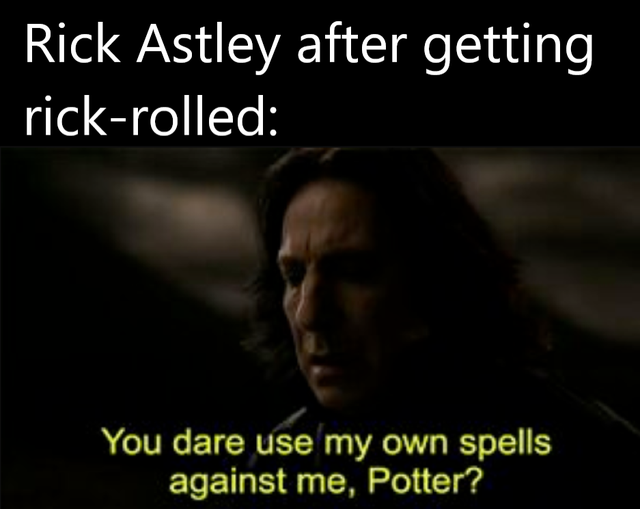 Rick Astley after getting
rick-rolled:
You dare use my own spells
against me, Potter?